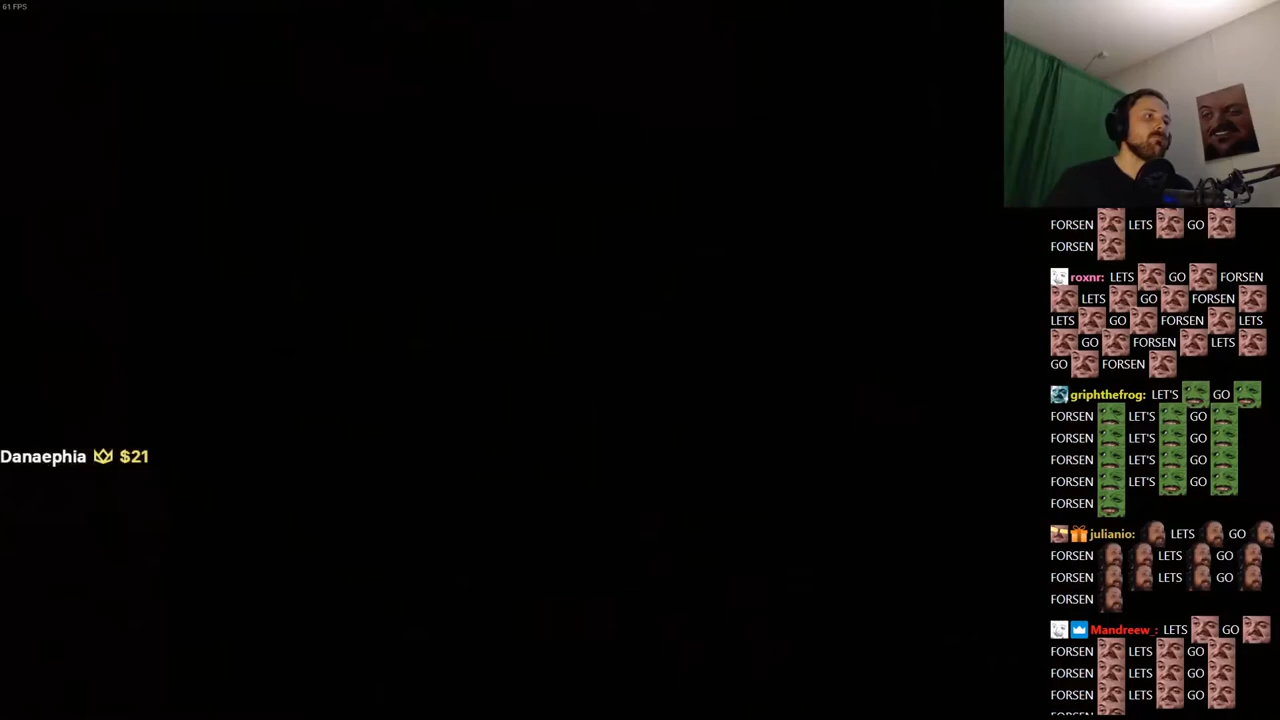 61 FPS
FORSEN LETS GO
FORSEN
roxnr: LETS GO FORSEN
LETS GO FORSEN
LETS GO FORSEN LETS
GO FORSEN LETS
GO FORSEN
griphthefrog: LET'S GO
FORSEN LET'S GO
FORSEN LET'S GO
FORSEN LET'S GO
FORSEN LET'S GO
FORSEN
Danaephia $21
julianio: LETS GO
FORSEN LETS GO
FORSEN LETS GO
FORSEN
Mandreew_: LETS GO
FORSEN LETS GO
FORSEN LETS GO
FORSEN LETS GO